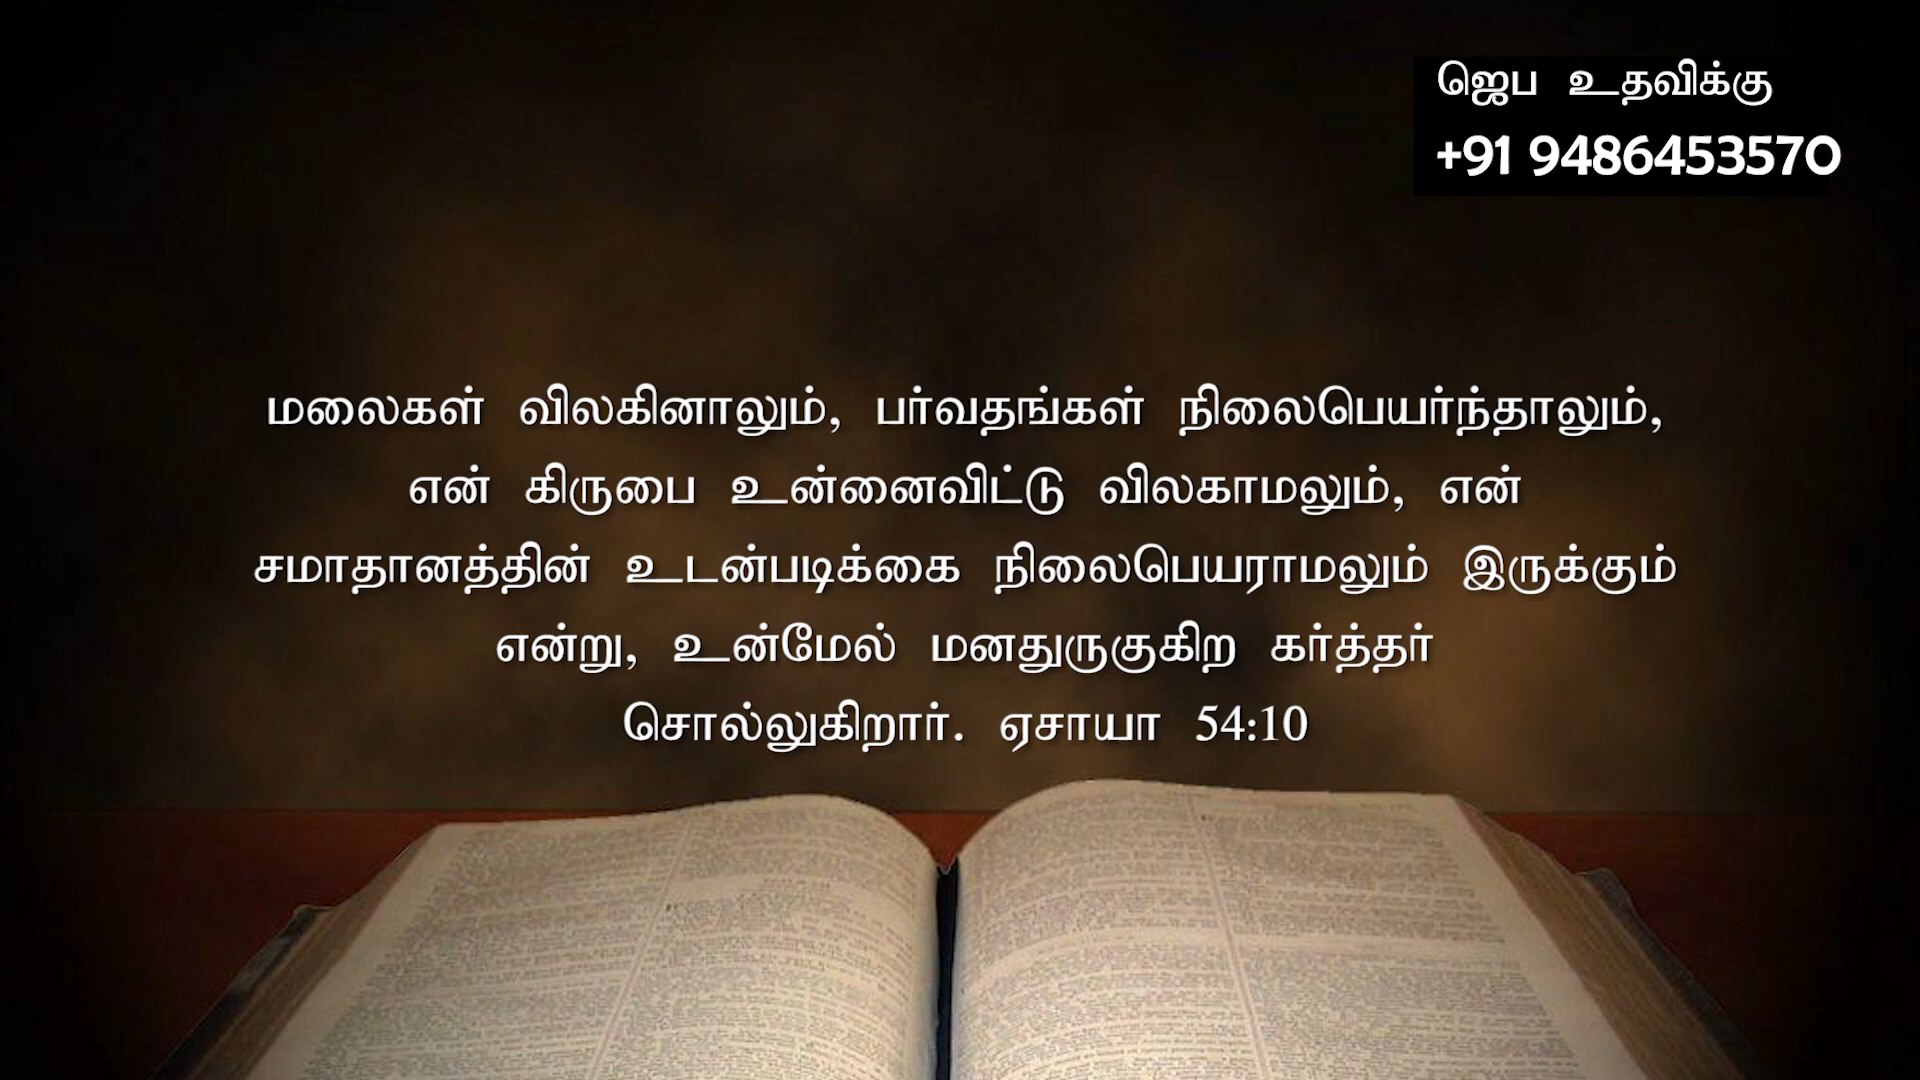 ஜெப உதவிக்கு
+91 9486453570
மலைகள் விலகினாலும், பர்வதங்கள் நிலைபெயர்ந்தாலும்,
என் கிருபை உன்னைவிட்டு விலகாமலும், என்
சமாதானத்தின் உடன்படிக்கை நிலைபெயராமலும் இருக்கும்
என்று, உன்மேல் மனதுருகுகிற கர்த்தர்
சொல்லுகிறார். ஏசாயா 54:10